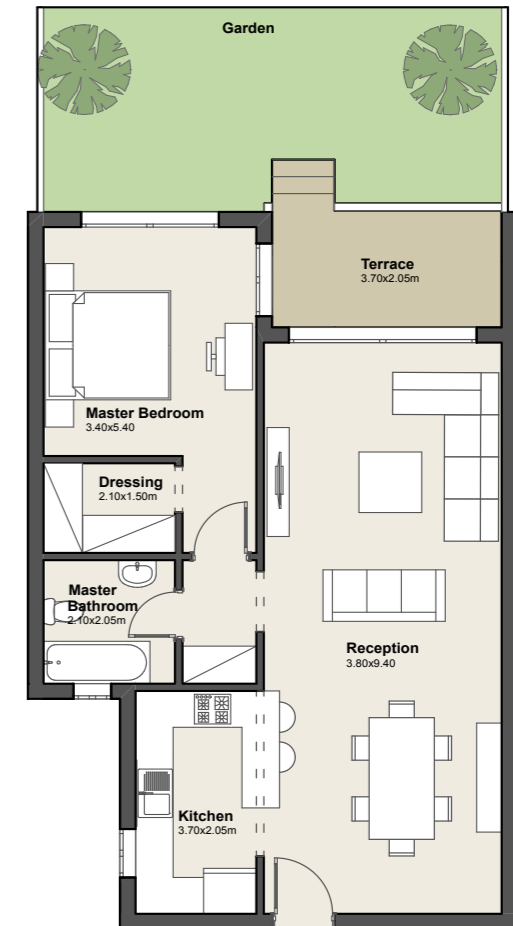 Garden
Terrace
3.70x2.05m
Master Bedroom
3.40x5.40
Dressing
2.10x1.50m
Master
Bathroom
2.10x2.05m
Reception
3.80x9.40
Kitchen
3.70x2.05m